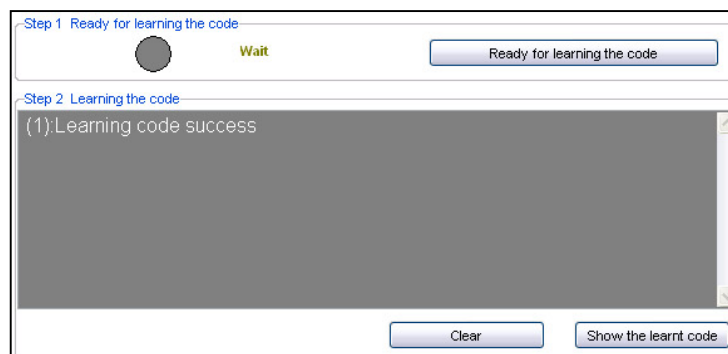 Step 1 Ready for learning the code
Wait
Ready for learning the code
Step 2 Learning the code
(1):Learning code success
Clear
Show the learnt code